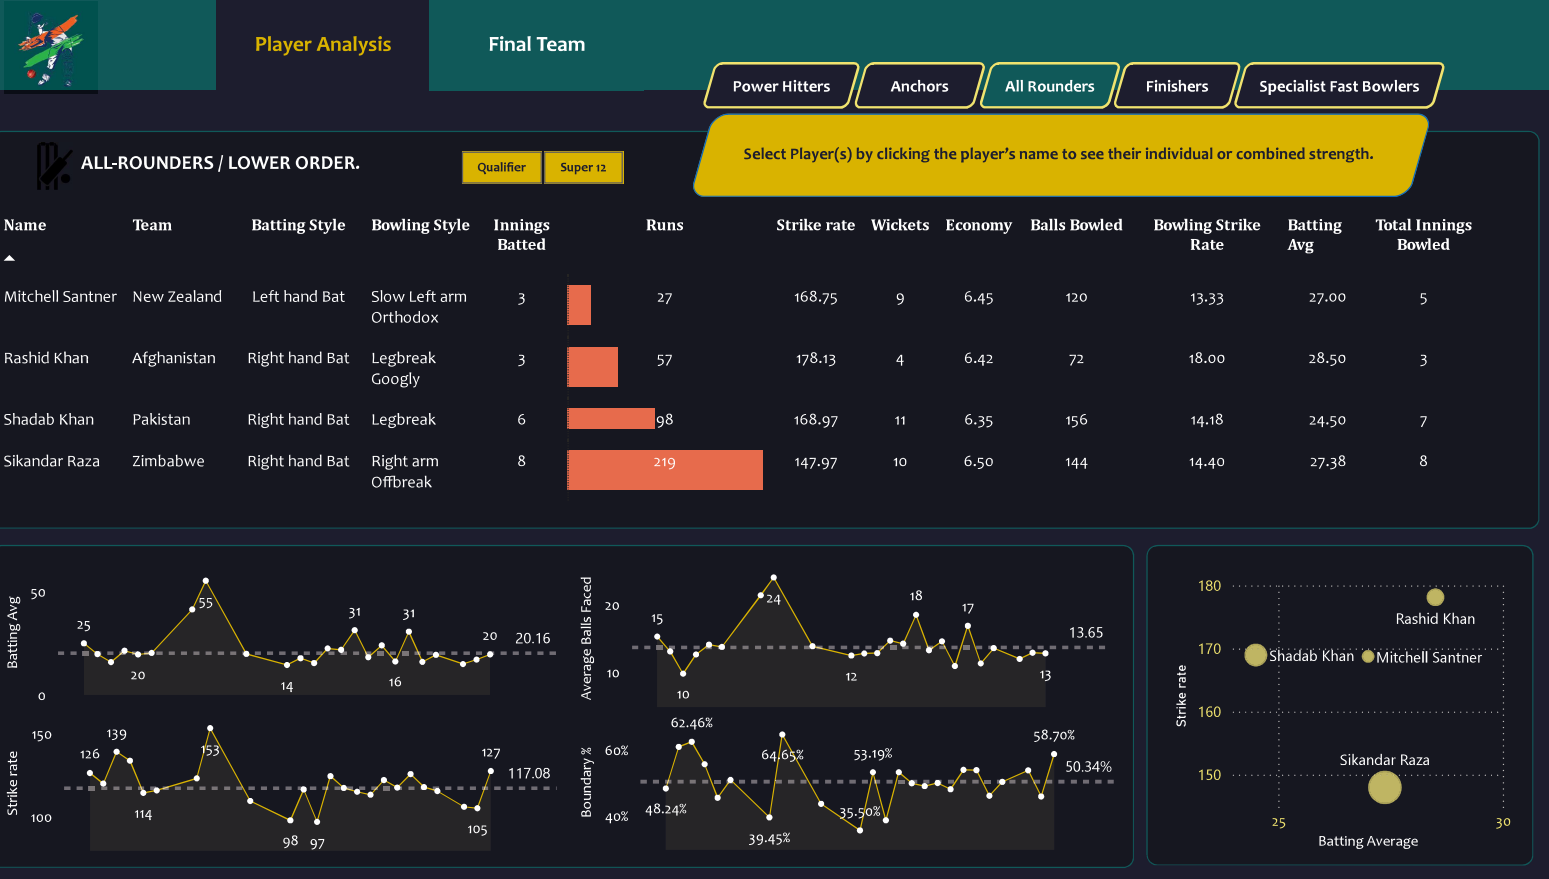 Player Analysis
Final Team
Power Hitters
Anchors
All Rounders
Finishers
Specialist Fast Bowlers
Select Player(s) by clicking the player's name to see their individual or combined strength.
ALL-ROUNDERS / LOWER ORDER.
Qualifier
Super 12
Name Team Batting Style Bowling Style Innings Batted Runs Strike rate Wickets Economy Balls Bowled Bowling Strike Rate Batting Avg Total Innings Bowled
Mitchell Santner New Zealand Left hand Bat Slow Left arm Orthodox 3 27 168.75 9 6.45 120 13.33 27.00 5
Rashid Khan Afghanistan Right hand Bat Legbreak Googly 3 57 178.13 4 6.42 72 18.00 28.50 3
Shadab Khan Pakistan Right hand Bat Legbreak 6 98 168.97 11 6.35 156 14.18 24.50 7
Sikandar Raza Zimbabwe Right hand Bat Right arm Offbreak 8 219 147.97 10 6.50 144 14.40 27.38 8
Batting Avg
50
0
25
20
55
14
31
16
31
20
20.16
Average Balls Faced
20
10
15
10
24
12
18
17
13
13.65
Strike rate
150
100
126
139
114
153
98
97
105
127
117.08
Boundary %
60%
40%
48.24%
62.46%
39.45%
64.65%
35.50%
53.19%
58.70%
50.34%
Strike rate
180
170
160
150
Rashid Khan
Shadab Khan
Mitchell Santner
Sikandar Raza
25
30
Batting Average